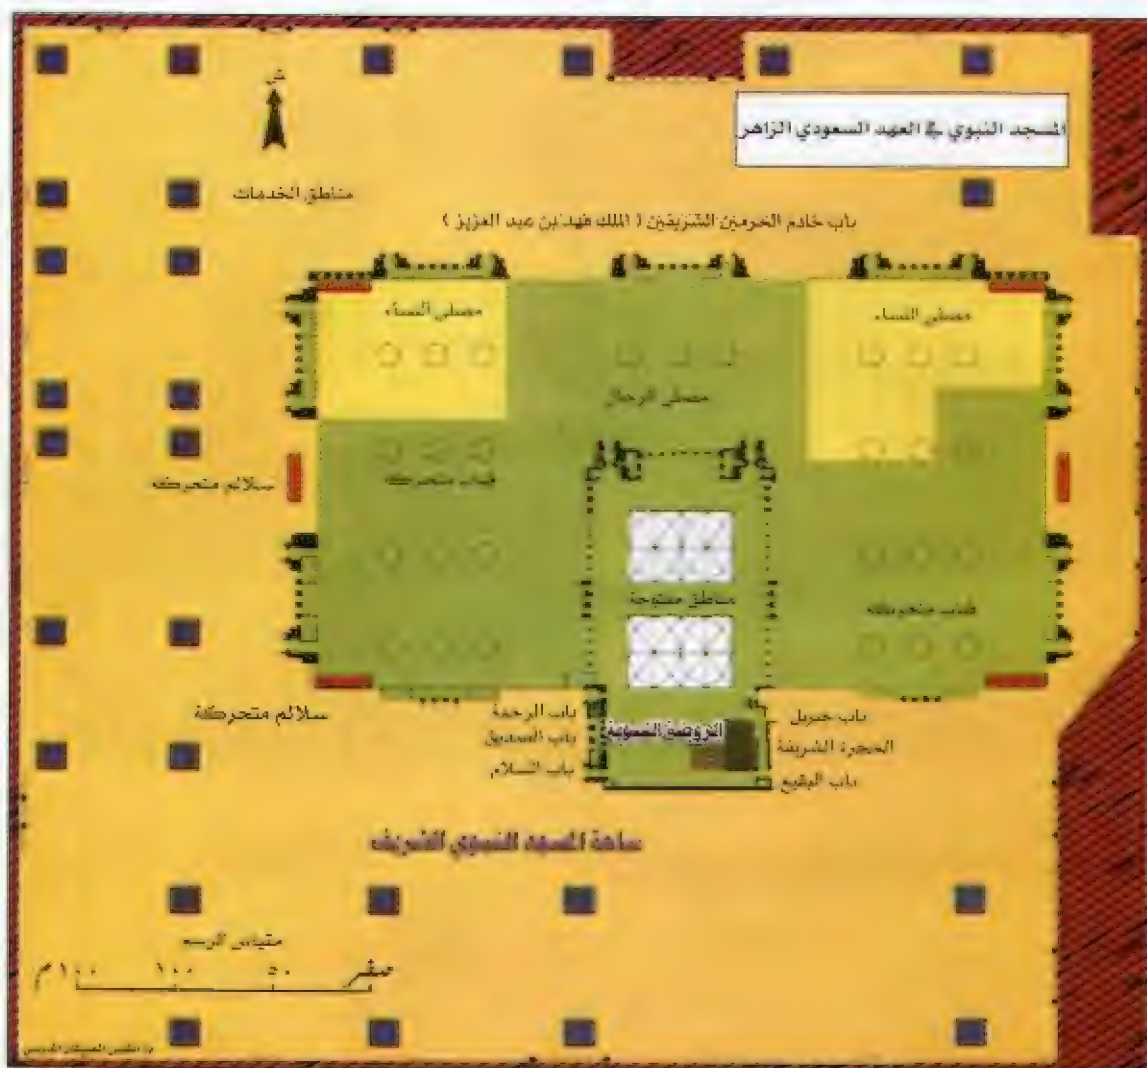 ش
المسجد النبوي في العهد السعودي الزاهر
مناطق الخدمات
باب خادم الحرمين الشريفين ( الملك فهد بن عبد العزيز )
مصلى النساء
مصلى النساء
مصلى الرجال
سلالم متحركة
قباب متحركة
مناطق مفتوحة
قباب متحركة
سلالم متحركة
باب الرحمة
باب الصديق
باب السلام
الروضة
باب جبريل
الحجرة الشريفة
باب البقيع
ساحة المسجد النبوي الشريف
مقياس الرسم
صفر ٥٠ ١٠٠ ١٠٠ م